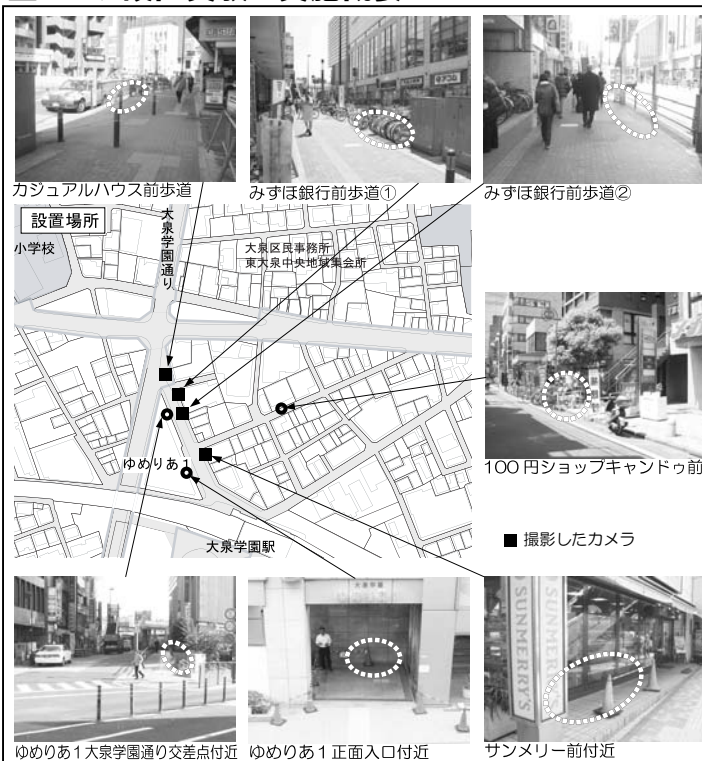 カジュアルハウス前歩道
みずほ銀行前歩道①
みずほ銀行前歩道②
設置場所
小学校
大泉学園通り
大泉区民事務所
東大泉中央地域集会所
ゆめりあ1
大泉学園駅
100円ショップキャンドゥ前
■ 撮影したカメラ
SUNMERRY'S
SUNMERRY'S
ゆめりあ1大泉学園通り交差点付近
ゆめりあ1正面入口付近
サンメリー前付近